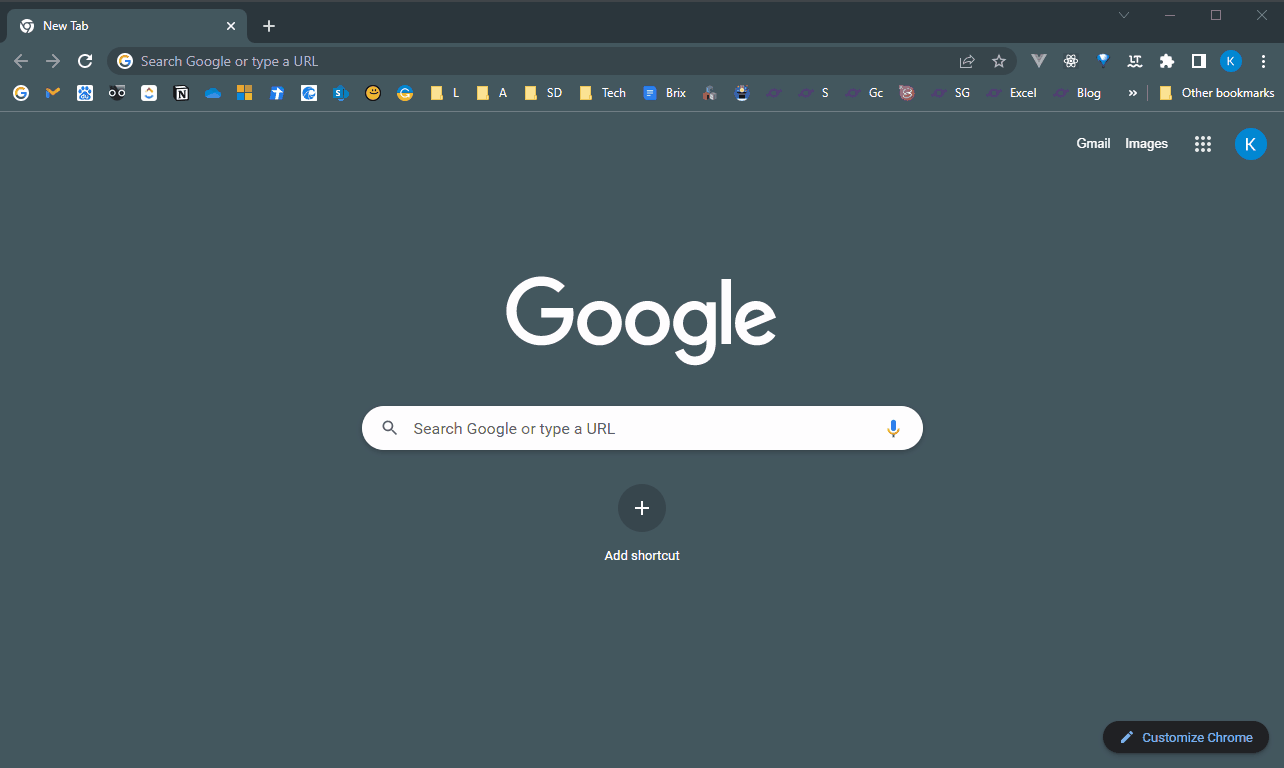 New Tab
Search Google or type a URL
K
L A SD Tech Brix S Gc SG Excel Blog » Other bookmarks
Gmail Images K
Google
Search Google or type a URL
Add shortcut
Customize Chrome